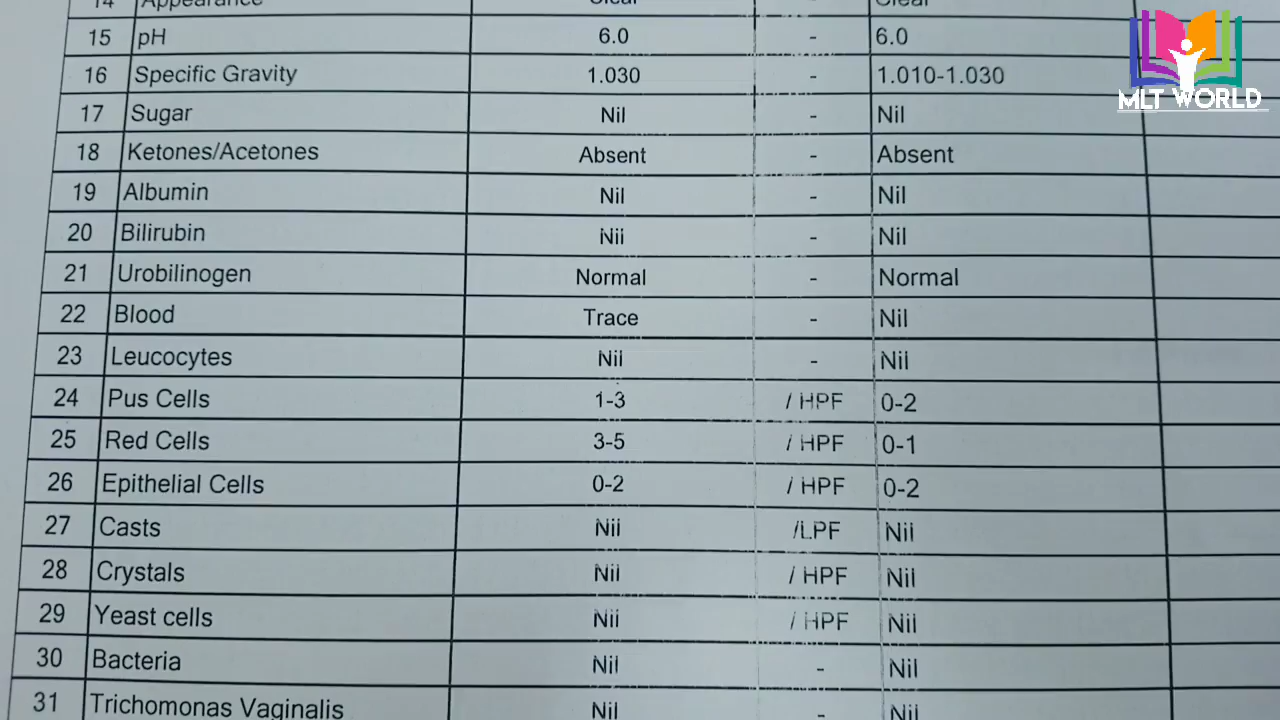 14 Appearance Clear - Clear
15 pH 6.0 - 6.0
16 Specific Gravity 1.030 - 1.010-1.030
17 Sugar Nil - Nil
18 Ketones/Acetones Absent - Absent
19 Albumin Nil - Nil
20 Bilirubin Nil - Nil
21 Urobilinogen Normal - Normal
22 Blood Trace - Nil
23 Leucocytes Nil - Nil
24 Pus Cells 1-3 / HPF 0-2
25 Red Cells 3-5 / HPF 0-1
26 Epithelial Cells 0-2 / HPF 0-2
27 Casts Nil /LPF Nil
28 Crystals Nil / HPF Nil
29 Yeast cells Nil / HPF Nil
30 Bacteria Nil - Nil
31 Trichomonas Vaginalis Nil - Nil
MLT WORLD